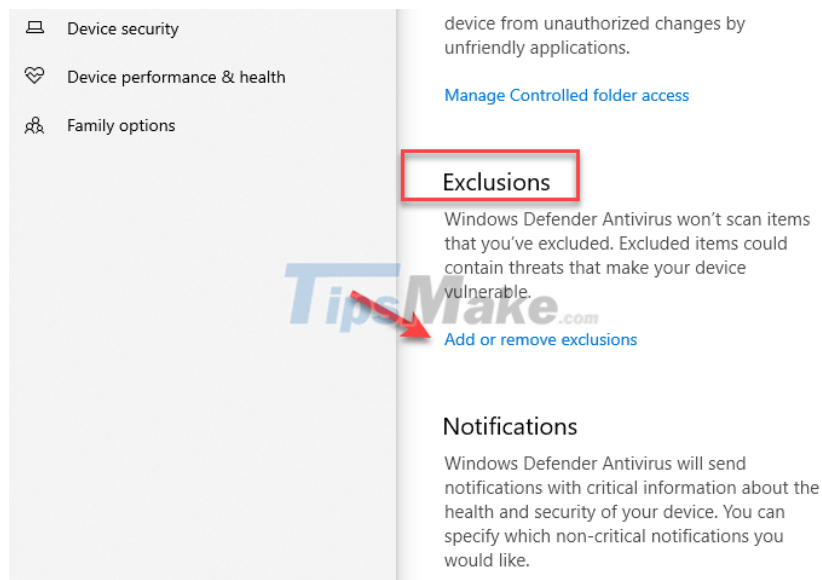 Device security
Device performance & health
Family options
device from unauthorized changes by
unfriendly applications.
Manage Controlled folder access
Exclusions
Windows Defender Antivirus won't scan items
that you've excluded. Excluded items could
contain threats that make your device
vulnerable.
TipsMake.com
Add or remove exclusions
Notifications
Windows Defender Antivirus will send
notifications with critical information about the
health and security of your device. You can
specify which non-critical notifications you
would like.